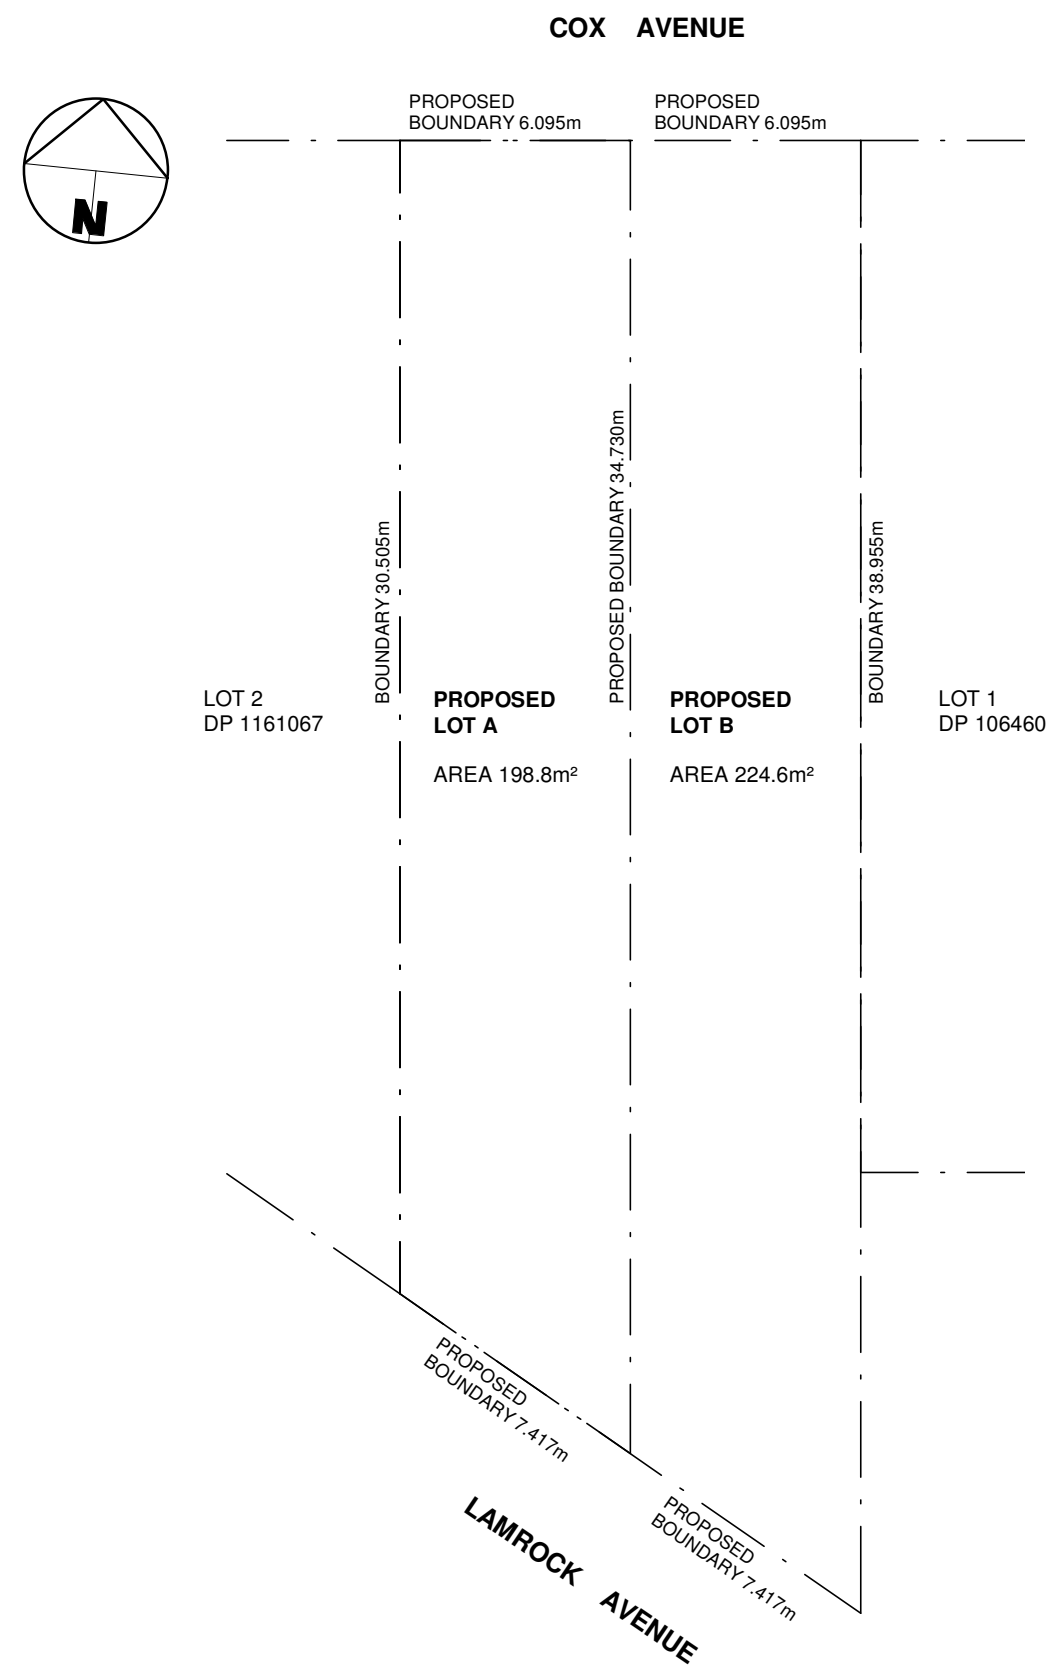 COX AVENUE
PROPOSED
BOUNDARY 6.095m
PROPOSED
BOUNDARY 6.095m
N
BOUNDARY 30.505m
PROPOSED BOUNDARY 34.730m
BOUNDARY 38.955m
LOT 2
DP 1161067
PROPOSED
LOT A
AREA 198.8m²
PROPOSED
LOT B
AREA 224.6m²
LOT 1
DP 106460
PROPOSED
BOUNDARY 7.417m
PROPOSED
BOUNDARY 7.417m
LAMROCK AVENUE